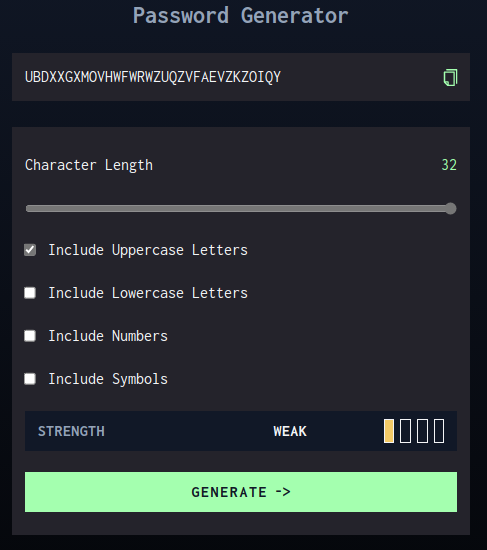 Password Generator
UBDXXGXMOVHWFWRWZUQZVFAEVZKZOIQY
Character Length 32
Include Uppercase Letters
Include Lowercase Letters
Include Numbers
Include Symbols
STRENGTH WEAK
GENERATE ->